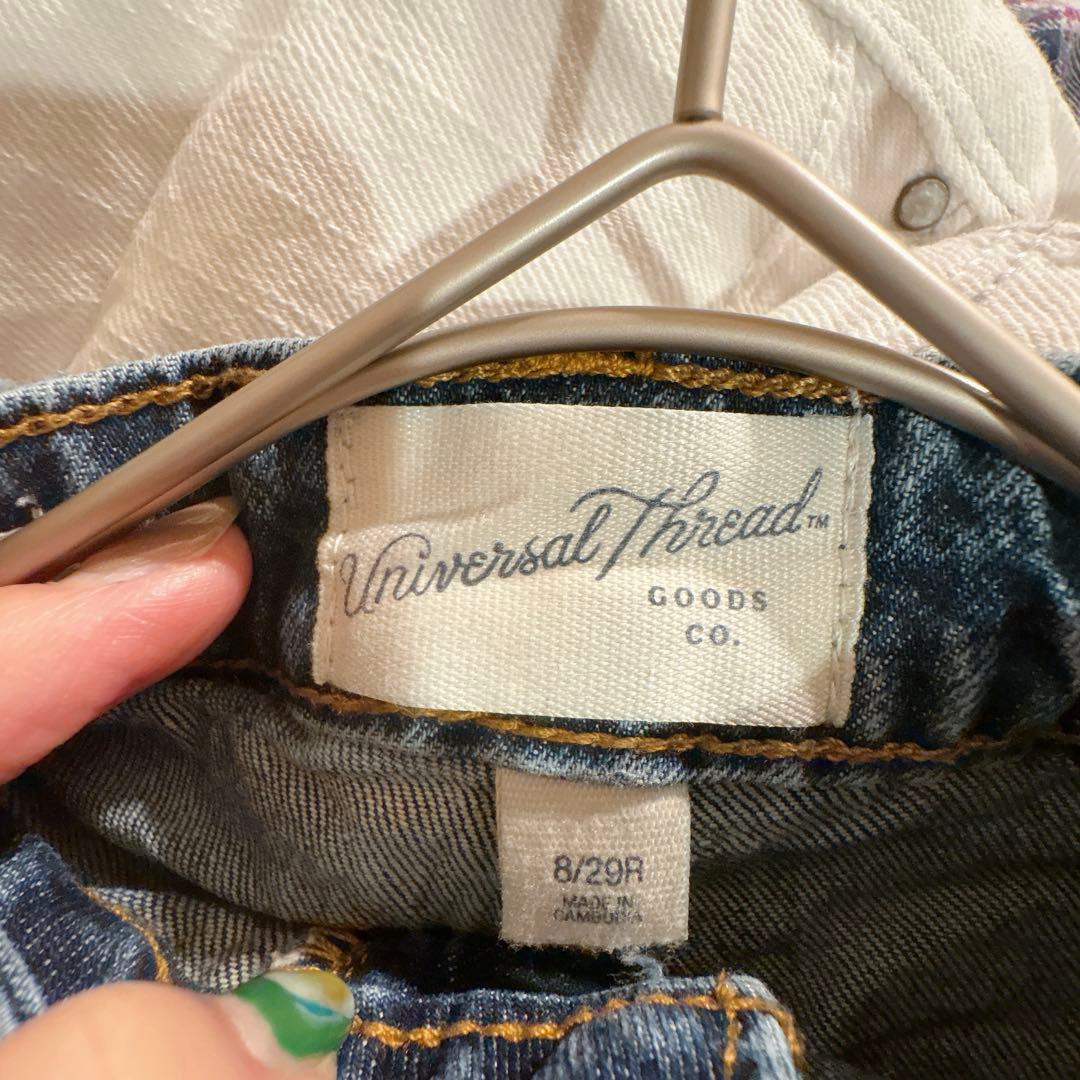 Universal Thread™
GOODS
CO.
8/29R
MADE IN
CAMBODIA